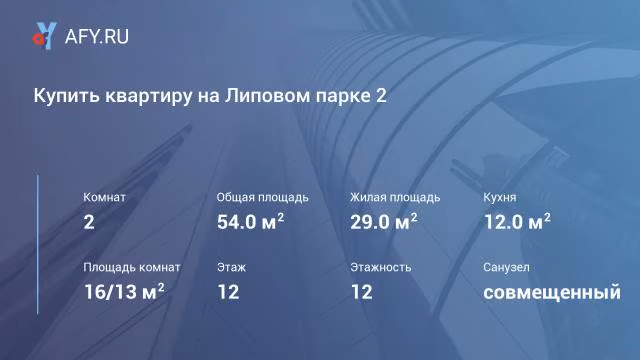 AFY.RU
Купить квартиру на Липовом парке 2
Комнат Общая площадь Жилая площадь Кухня
2 54.0 м² 29.0 м² 12.0 м²
Площадь комнат Этаж Этажность Санузел
16/13 м² 12 12 совмещенный